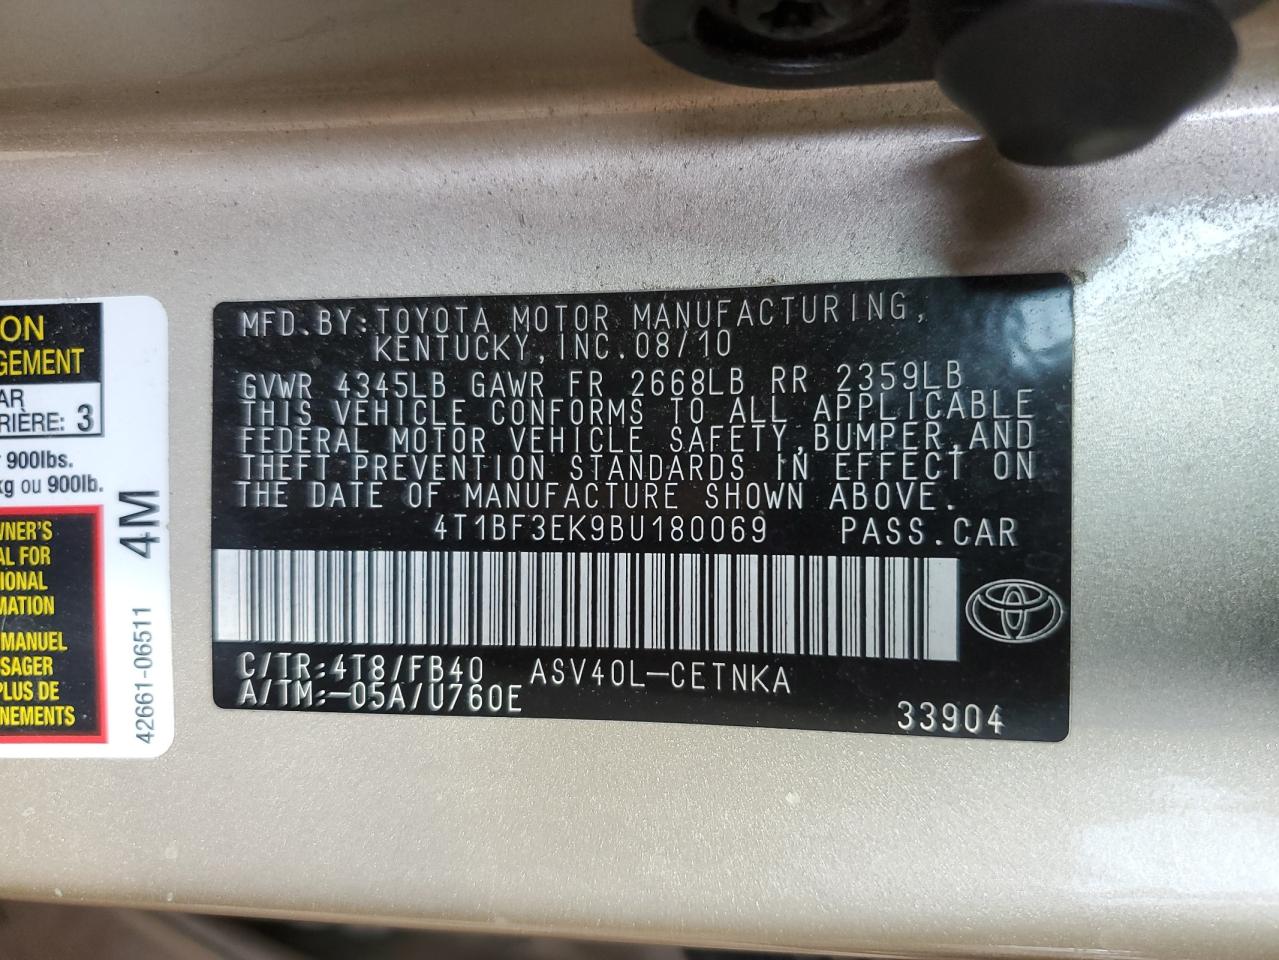 ON
GEMENT
AR
RIÈRE: 3
900lbs.
kg ou 900lb.
4M
WNER'S
AL FOR
IONAL
MATION
MANUEL
SAGER
PLUS DE
NEMENTS
42661-06511
MFD.BY:TOYOTA MOTOR MANUFACTURING,
KENTUCKY,INC.08/10
GVWR 4345LB GAWR FR 2668LB RR 2359LB
THIS VEHICLE CONFORMS TO ALL APPLICABLE
FEDERAL MOTOR VEHICLE SAFETY,BUMPER,AND
THEFT PREVENTION STANDARDS IN EFFECT ON
THE DATE OF MANUFACTURE SHOWN ABOVE.
4T1BF3EK9BU180069 PASS.CAR
C/TR:4T8/FB40 ASV40L-CETNKA
A/TM:-05A/U760E
33904